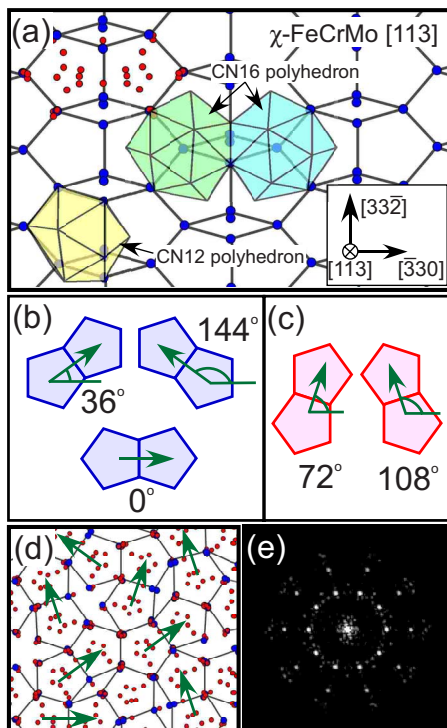 (a)
χ-FeCrMo [113]
CN16 polyhedron
CN12 polyhedron
[332̅]
[113]
[3̅30]
(b)
144°
36°
0°
(c)
72°
108°
(d)
(e)